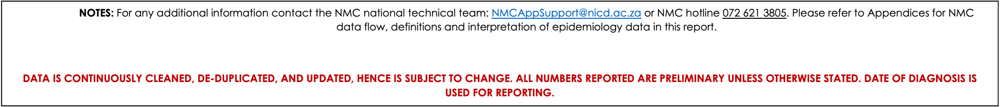 NOTES: For any additional information contact the NMC national technical team: NMCAppSupport@nicd.ac.za or NMC hotline 072 621 3805. Please refer to Appendices for NMC
data flow, definitions and interpretation of epidemiology data in this report.
DATA IS CONTINUOUSLY CLEANED, DE-DUPLICATED, AND UPDATED, HENCE IS SUBJECT TO CHANGE. ALL NUMBERS REPORTED ARE PRELIMINARY UNLESS OTHERWISE STATED. DATE OF DIAGNOSIS IS
USED FOR REPORTING.